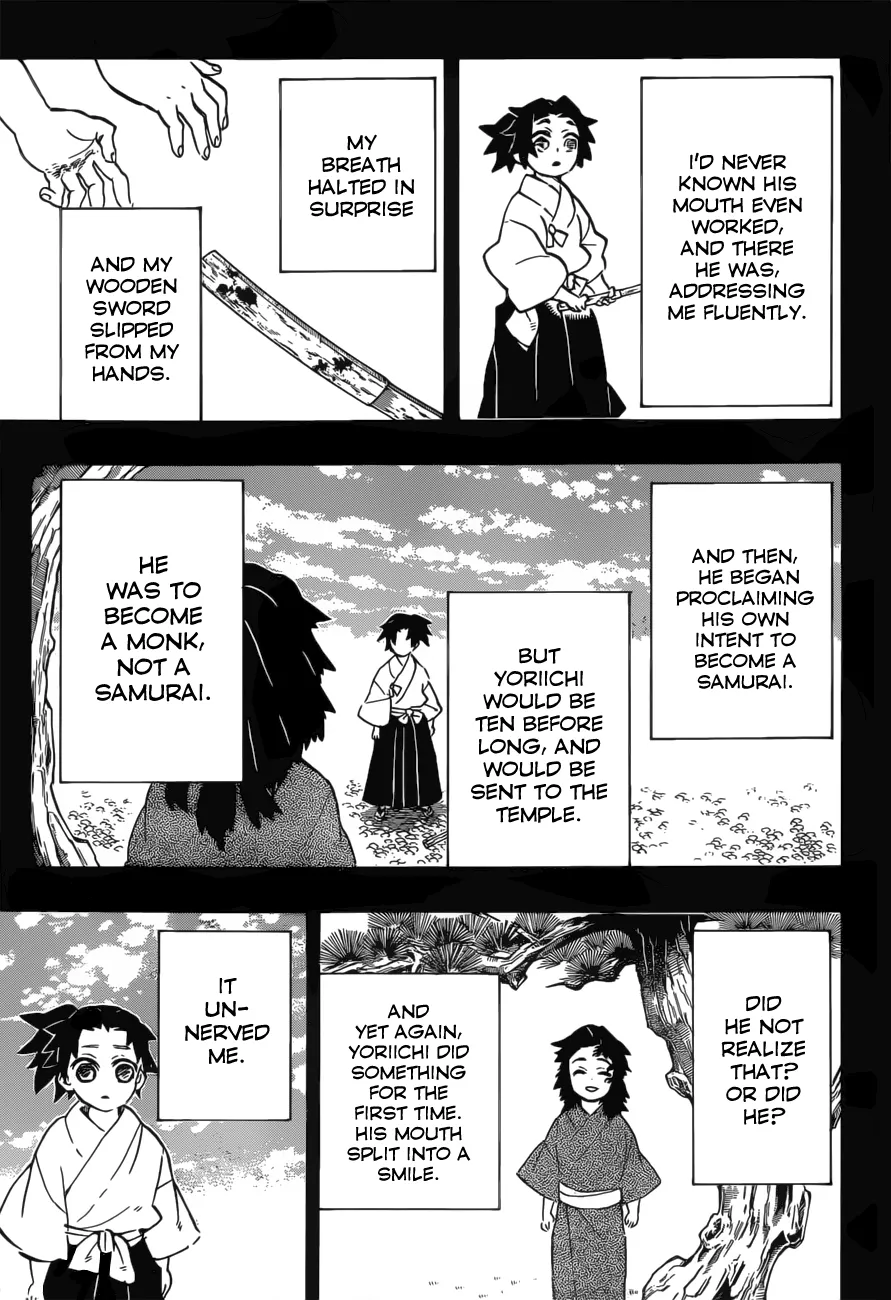 I'D NEVER
KNOWN HIS
MOUTH EVEN
WORKED,
AND THERE
HE WAS,
ADDRESSING
ME FLUENTLY.
MY
BREATH
HALTED IN
SURPRISE
AND MY
WOODEN
SWORD
SLIPPED
FROM MY
HANDS.
AND THEN,
HE BEGAN
PROCLAIMING
HIS OWN
INTENT TO
BECOME A
SAMURAI.
BUT
YORIICHI
WOULD BE
TEN BEFORE
LONG, AND
WOULD BE
SENT TO THE
TEMPLE.
HE
WAS TO
BECOME
A MONK,
NOT A
SAMURAI.
DID
HE NOT
REALIZE
THAT?
OR DID
HE?
AND
YET AGAIN,
YORIICHI DID
SOMETHING
FOR THE
FIRST TIME.
HIS MOUTH
SPLIT INTO A
SMILE.
IT
UN-
NERVED
ME.